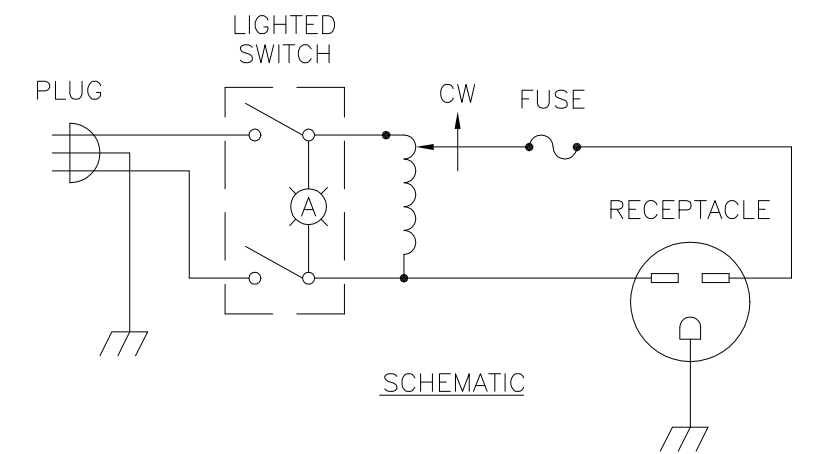 LIGHTED
SWITCH
PLUG
CW
FUSE
RECEPTACLE
A
SCHEMATIC